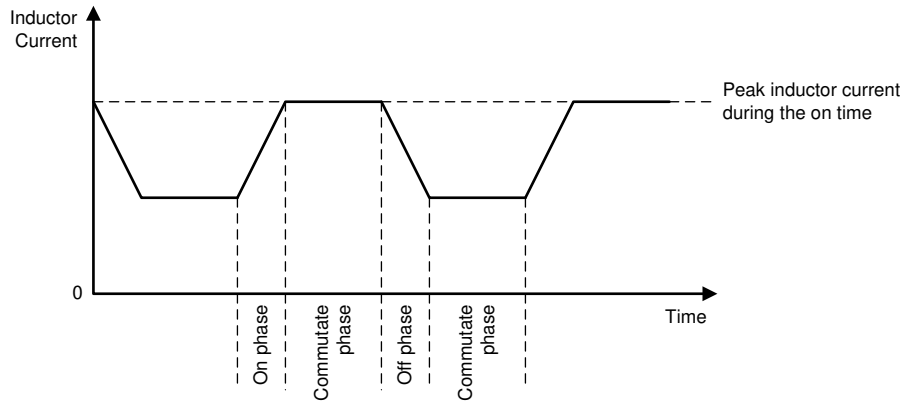 Inductor
Current
Peak inductor current
during the on time
0
Time
On phase
Commutate
phase
Off phase
Commutate
phase